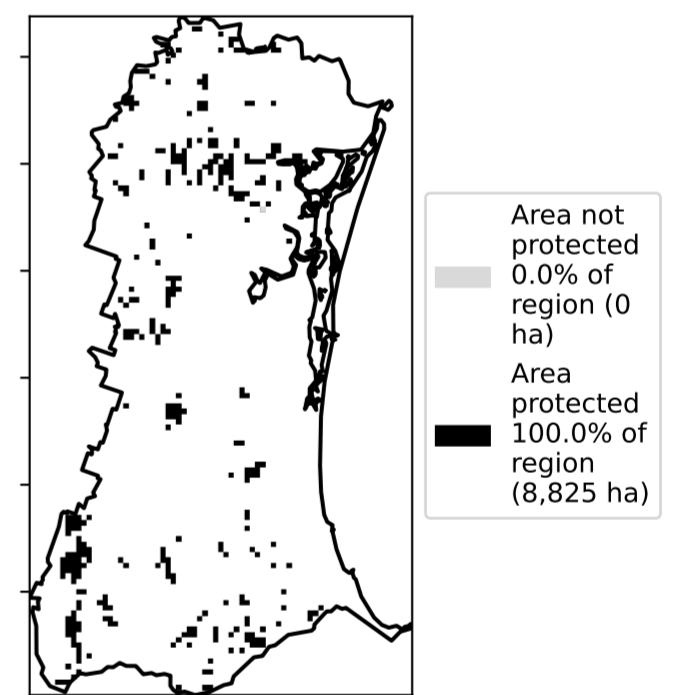 Area not
protected
0.0% of
region (0
ha)
Area
protected
100.0% of
region
(8,825 ha)